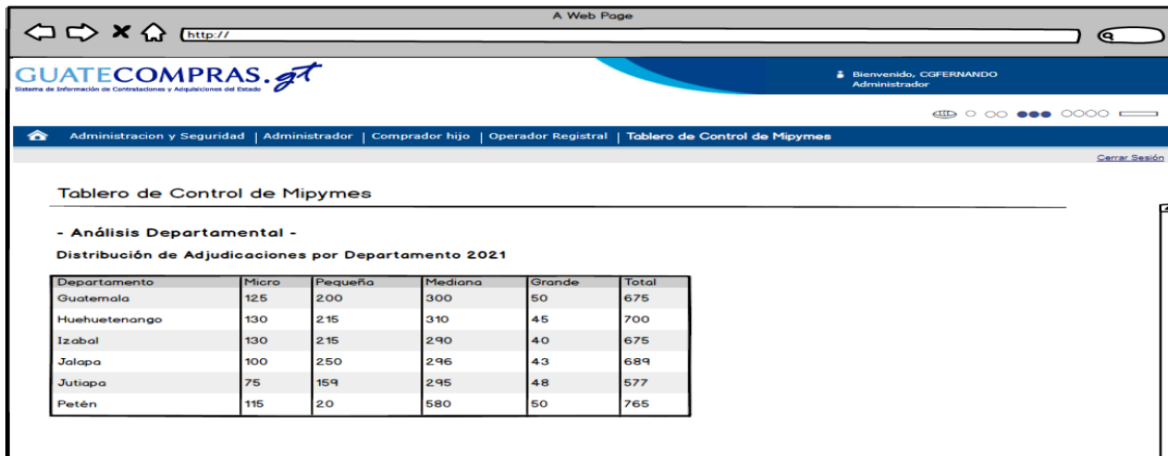 A Web Page
http://
GUATECOMPRAS.gt
Sistema de Información de Contrataciones y Adquisiciones del Estado
Bienvenido, CGFERNANDO
Administrador
Administracion y Seguridad | Administrador | Comprador hijo | Operador Registral | Tablero de Control de Mipymes
Cerrar Sesión
Tablero de Control de Mipymes
- Análisis Departamental -
Distribución de Adjudicaciones por Departamento 2021
Departamento Micro Pequeña Mediana Grande Total
Guatemala 125 200 300 50 675
Huehuetenango 130 215 310 45 700
Izabal 130 215 290 40 675
Jalapa 100 250 296 43 689
Jutiapa 75 159 295 48 577
Petén 115 20 580 50 765